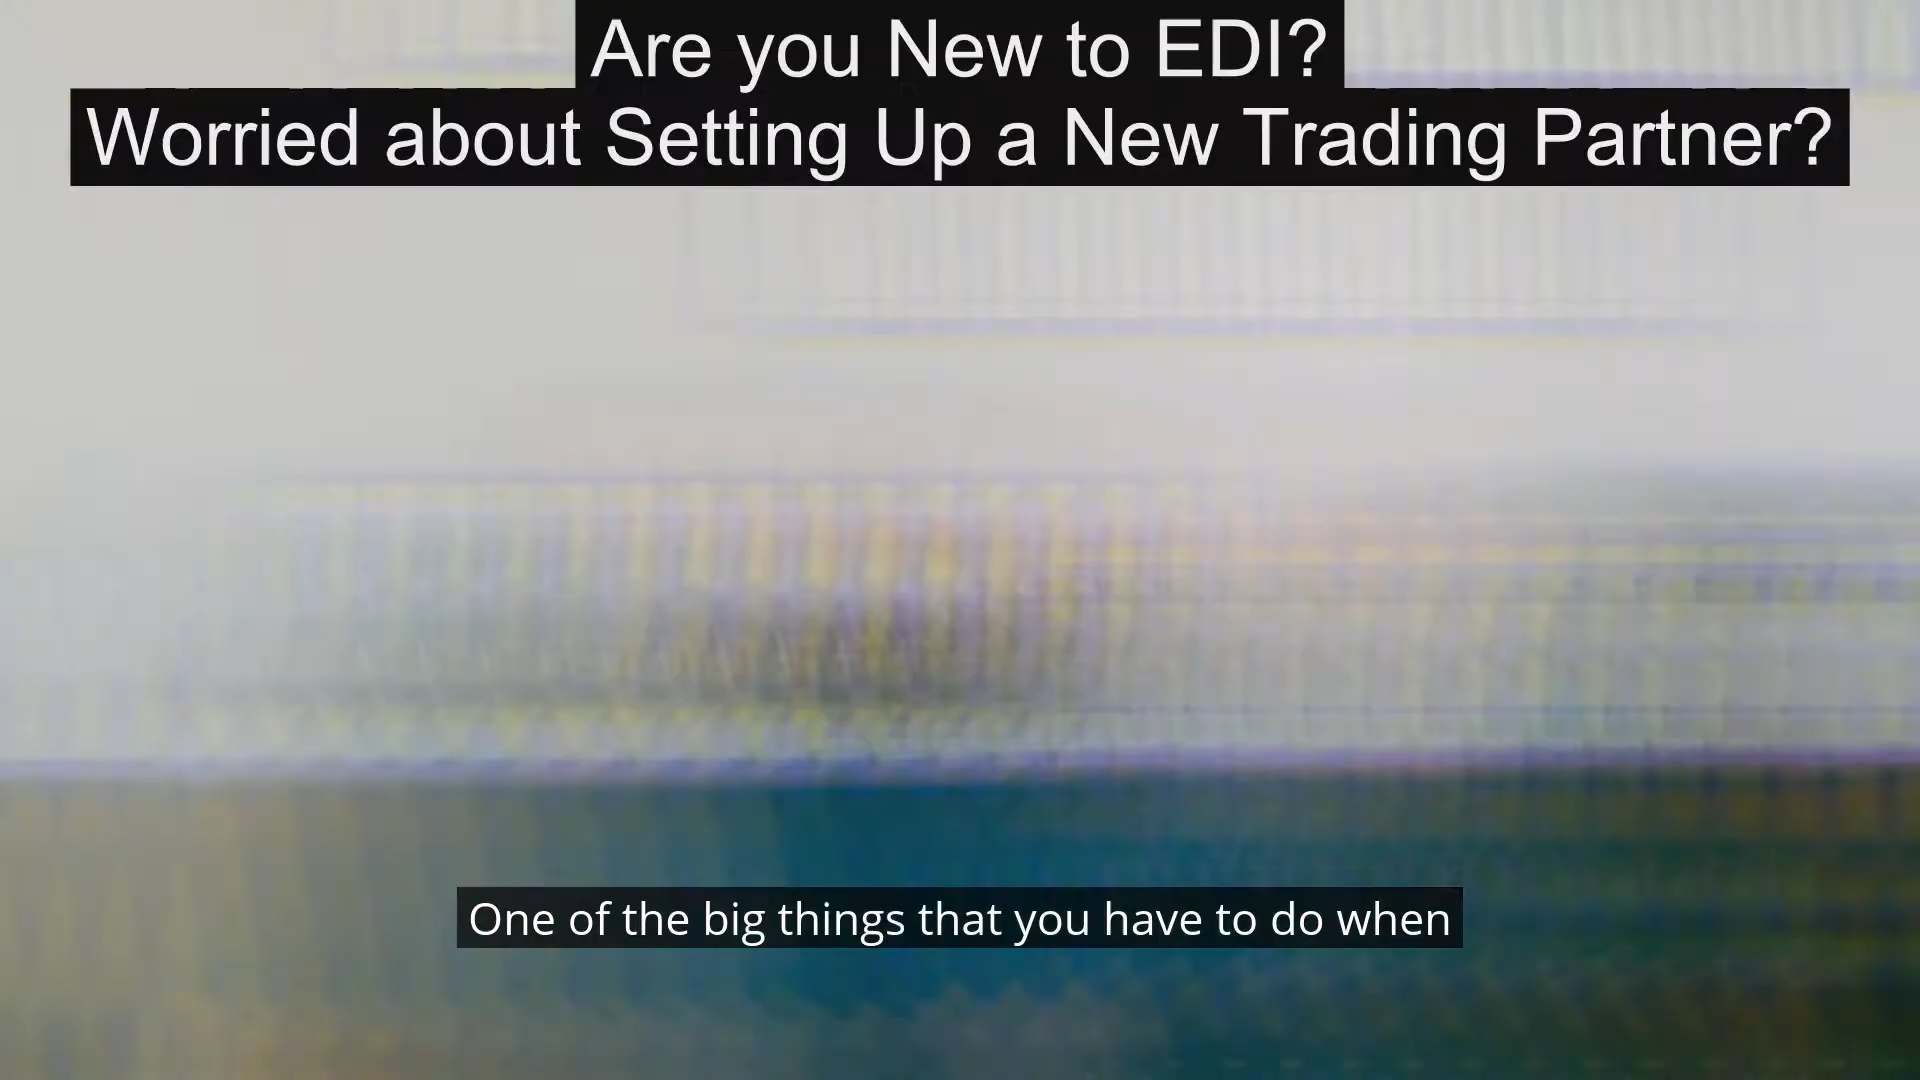 Are you New to EDI?
Worried about Setting Up a New Trading Partner?
One of the big things that you have to do when